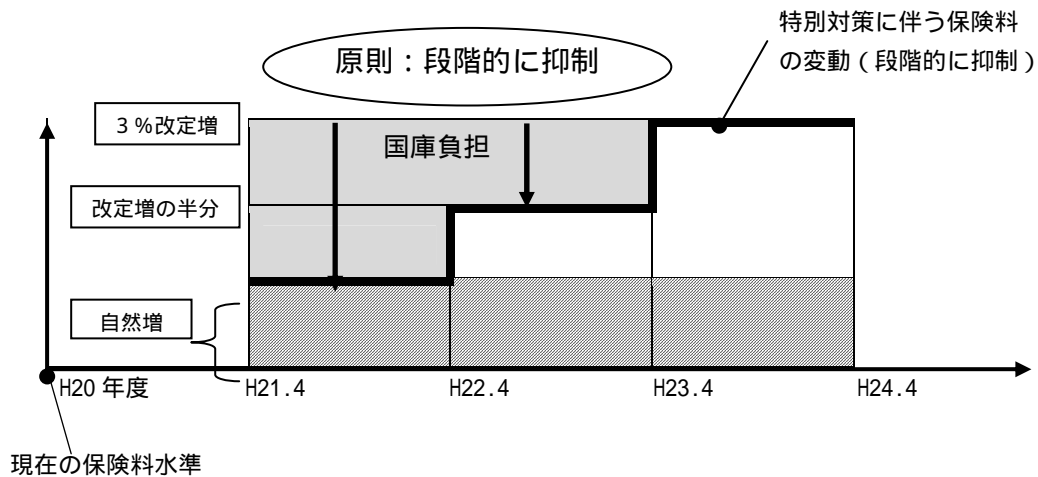 特別対策に伴う保険料
の変動（段階的に抑制）
原則：段階的に抑制
３％改定増
国庫負担
改定増の半分
自然増
H20 年度
H21.4
H22.4
H23.4
H24.4
現在の保険料水準